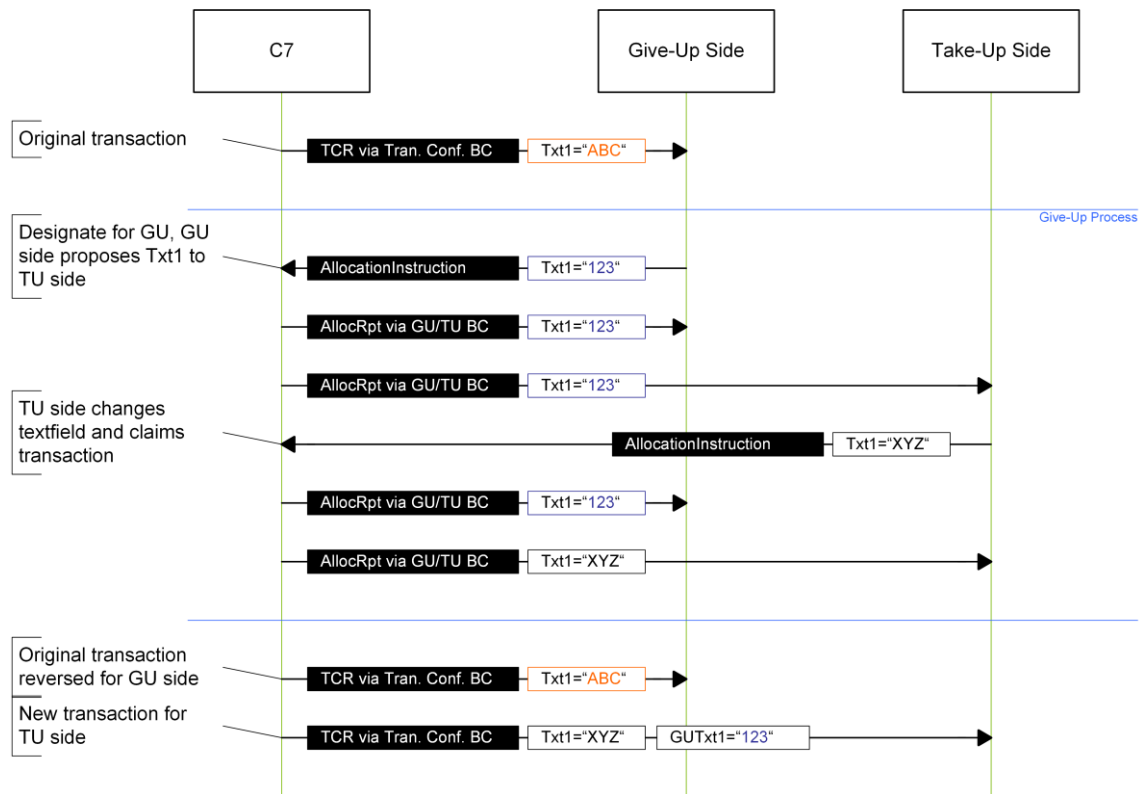 C7
Give-Up Side
Take-Up Side
Original transaction
TCR via Tran. Conf. BC
Txt1=“ABC“
Give-Up Process
Designate for GU, GU
side proposes Txt1 to
TU side
AllocationInstruction
Txt1=“123“
AllocRpt via GU/TU BC
Txt1=“123“
AllocRpt via GU/TU BC
Txt1=“123“
TU side changes
textfield and claims
transaction
AllocationInstruction
Txt1=“XYZ“
AllocRpt via GU/TU BC
Txt1=“123“
AllocRpt via GU/TU BC
Txt1=“XYZ“
Original transaction
reversed for GU side
TCR via Tran. Conf. BC
Txt1=“ABC“
New transaction for
TU side
TCR via Tran. Conf. BC
Txt1=“XYZ“
GUTxt1=“123“